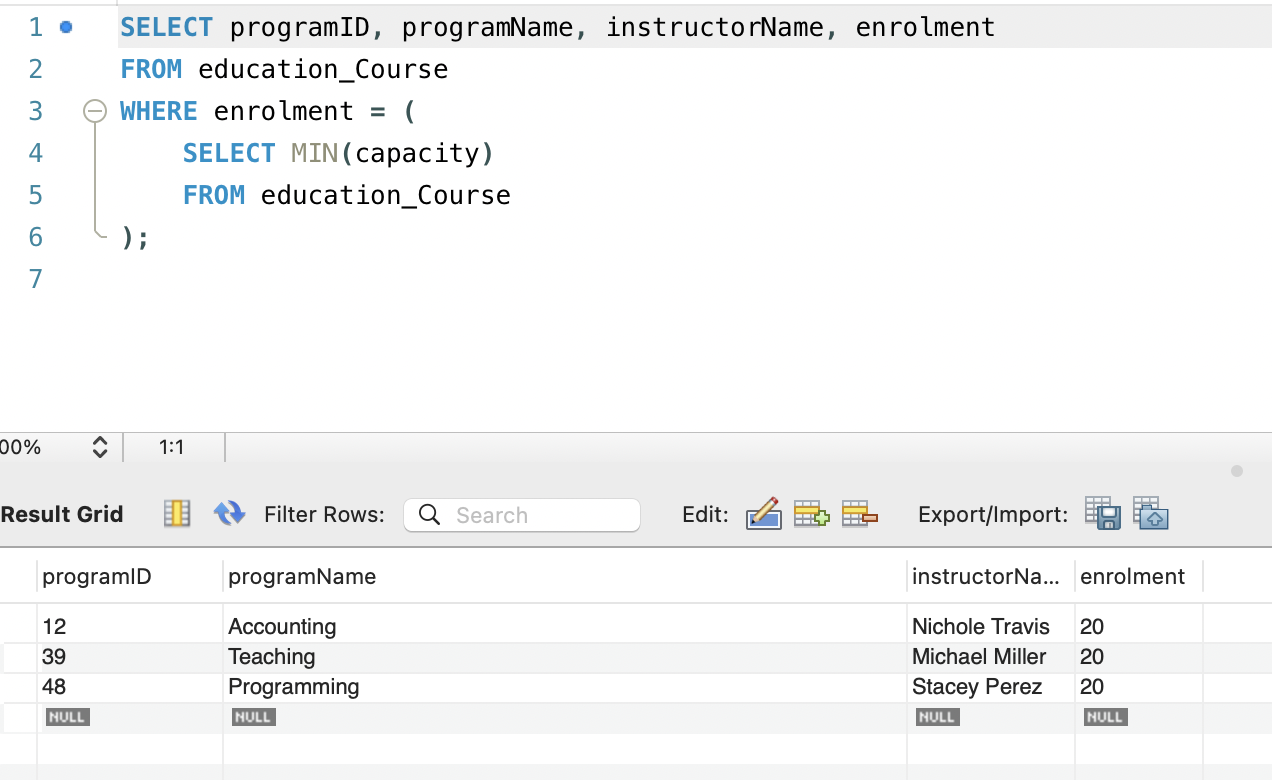 1 SELECT programID, programName, instructorName, enrolment
2 FROM education_Course
3 WHERE enrolment = (
4 SELECT MIN(capacity)
5 FROM education_Course
6 );
7
00% 1:1
Result Grid Filter Rows: Search Edit: Export/Import:
programID programName instructorNa... enrolment
12 Accounting Nichole Travis 20
39 Teaching Michael Miller 20
48 Programming Stacey Perez 20
NULL NULL NULL NULL